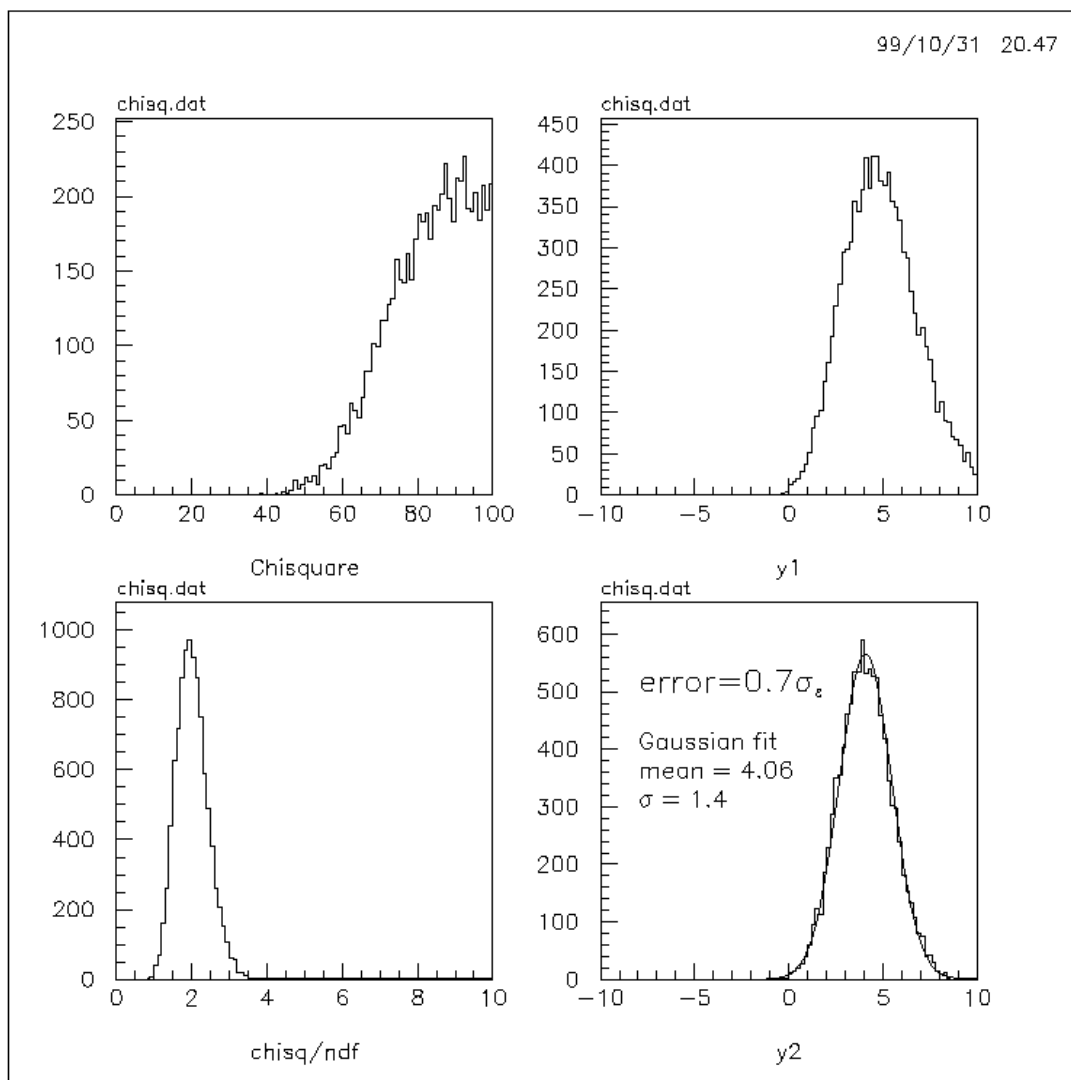 99/10/31 20.47
chisq.dat
250
200
150
100
50
0
0 20 40 60 80 100
Chisquare
chisq.dat
450
400
350
300
250
200
150
100
50
0
-10 -5 0 5 10
y1
chisq.dat
1000
800
600
400
200
0
0 2 4 6 8 10
chisq/ndf
chisq.dat
600
500
400
300
200
100
0
error=0.7σε
Gaussian fit
mean = 4.06
σ = 1.4
-10 -5 0 5 10
y2